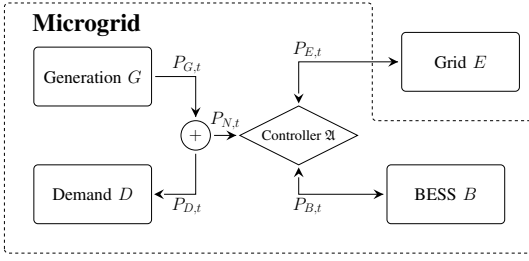 Microgrid
Generation G
P_{G,t}
P_{E,t}
Grid E
+
P_{N,t}
Controller 𝔄
Demand D
P_{D,t}
P_{B,t}
BESS B